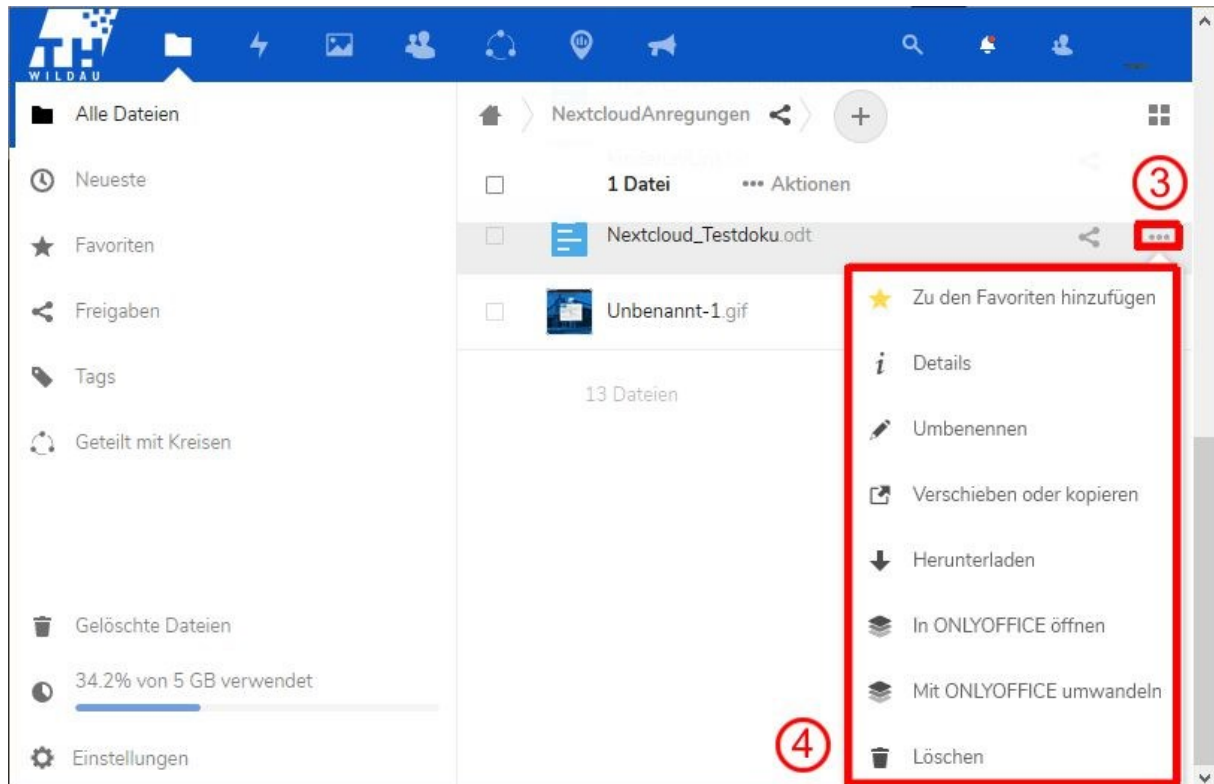 TH
WILDAU
Alle Dateien
NextcloudAnregungen
Neueste
1 Datei
••• Aktionen
3
Favoriten
Nextcloud_Testdoku.odt
Freigaben
Unbenannt-1.gif
Tags
13 Dateien
Geteilt mit Kreisen
Zu den Favoriten hinzufügen
Details
Umbenennen
Verschieben oder kopieren
Herunterladen
In ONLYOFFICE öffnen
Mit ONLYOFFICE umwandeln
4
Löschen
Gelöschte Dateien
34.2% von 5 GB verwendet
Einstellungen